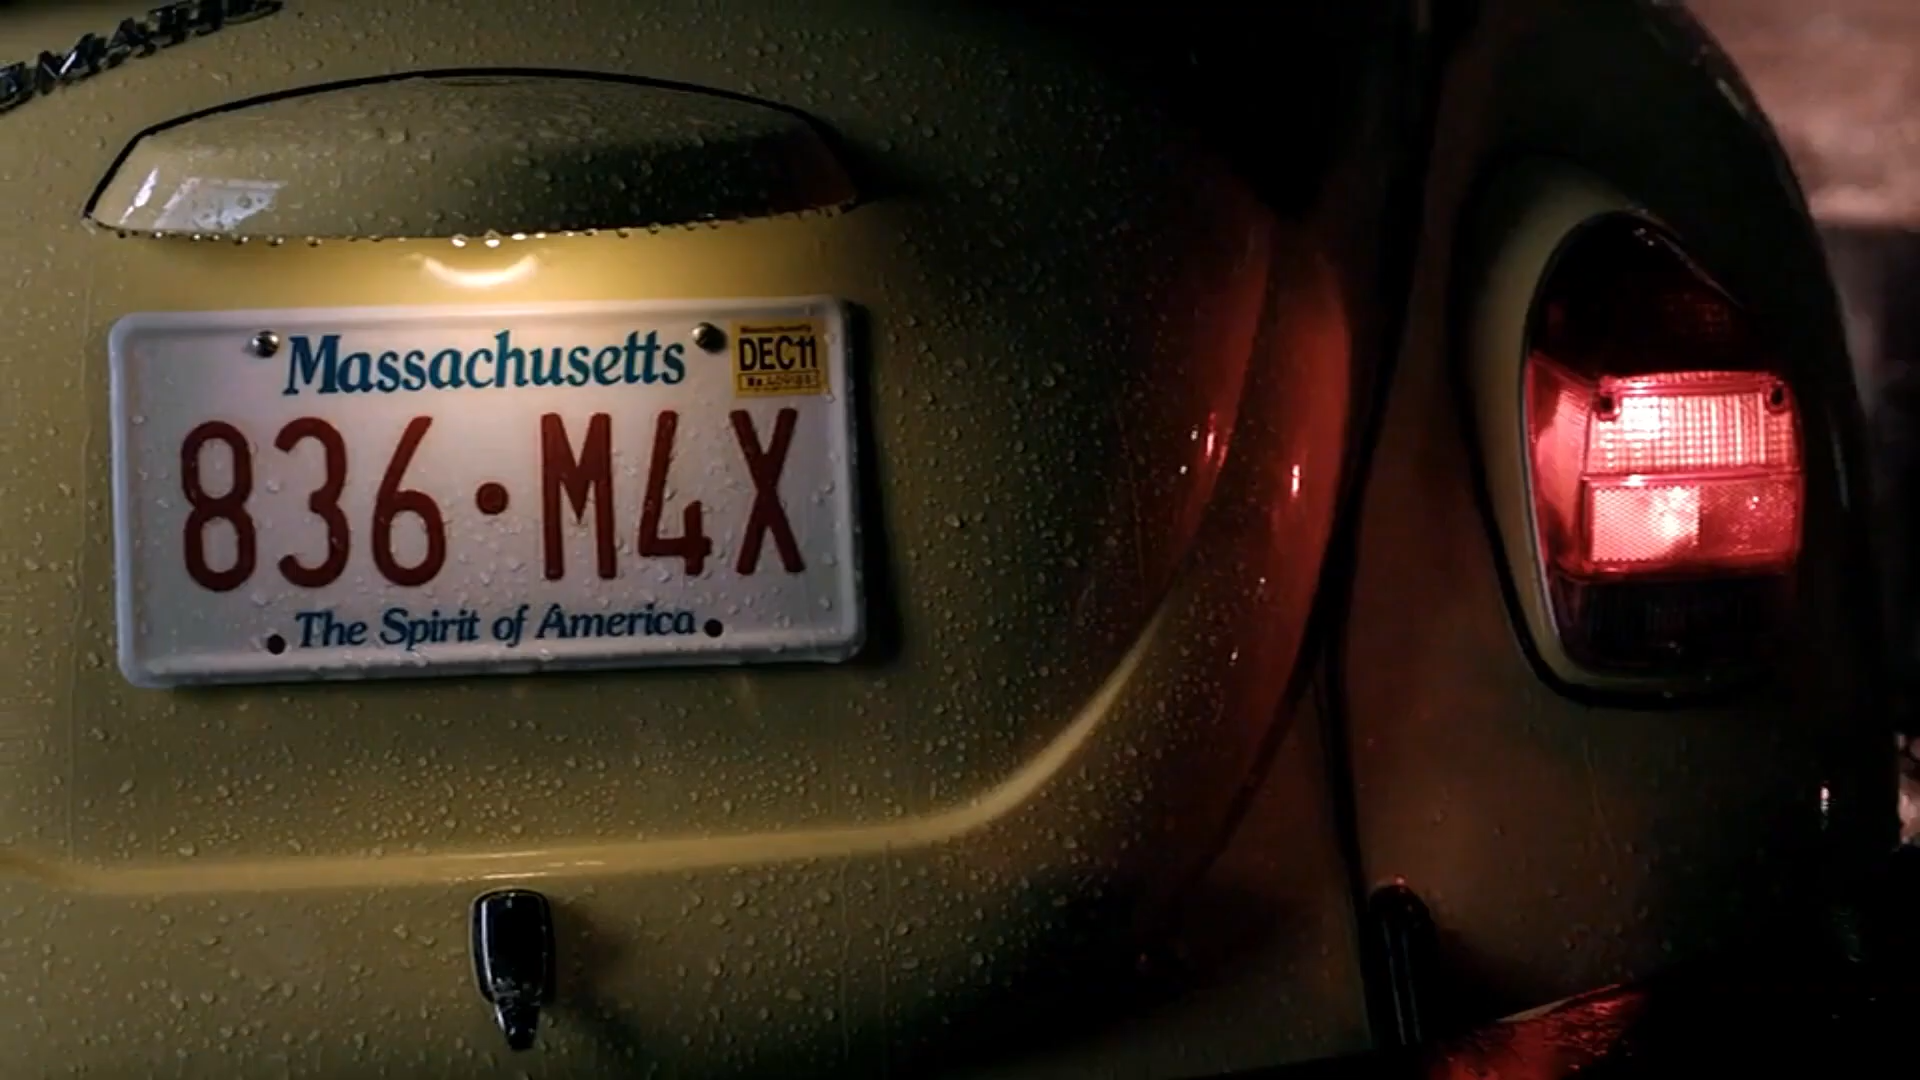 Massachusetts
DEC11
836·M4X
The Spirit of America